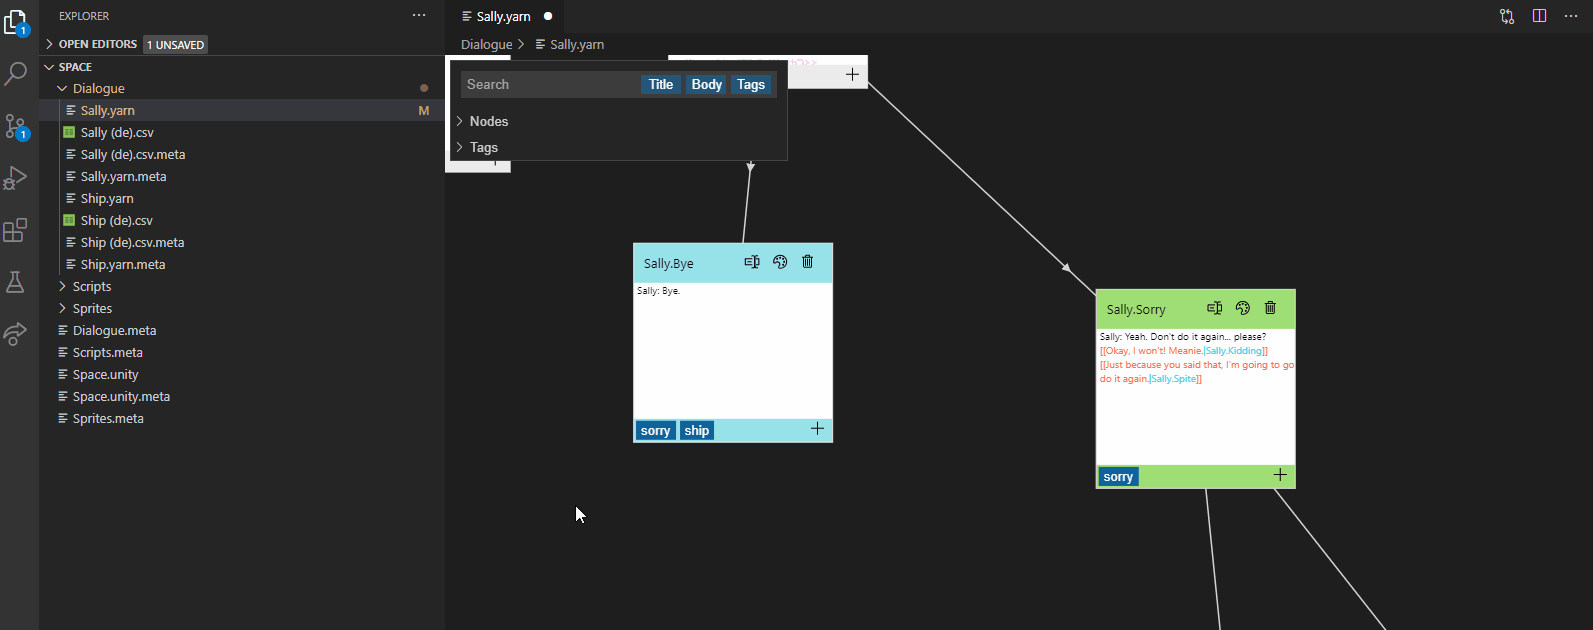 EXPLORER
OPEN EDITORS 1 UNSAVED
SPACE
Dialogue
Sally.yarn M
Sally (de).csv
Sally (de).csv.meta
Sally.yarn.meta
Ship.yarn
Ship (de).csv
Ship (de).csv.meta
Ship.yarn.meta
Scripts
Sprites
Dialogue.meta
Scripts.meta
Space.unity
Space.unity.meta
Sprites.meta
1
1
Sally.yarn
Dialogue > Sally.yarn
Search Title Body Tags
Nodes
Tags
Sally.Bye
Sally: Bye.
sorry ship
Sally.Sorry
Sally: Yeah. Don't do it again... please?
[[Okay, I won't! Meanie.|Sally.Kidding]]
[[Just because you said that, I'm going to go
do it again.|Sally.Spite]]
sorry